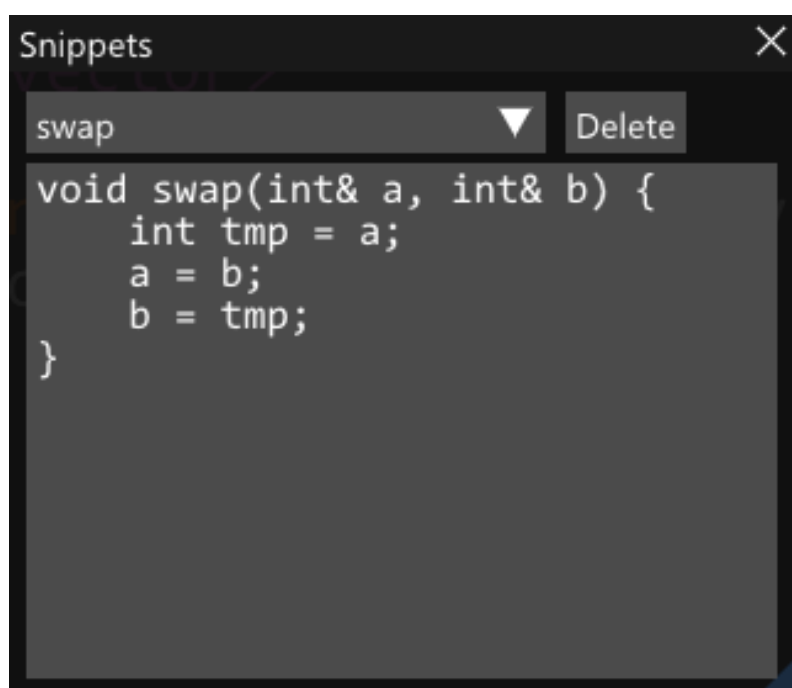 Snippets
swap
Delete
void swap(int& a, int& b) {
    int tmp = a;
    a = b;
    b = tmp;
}